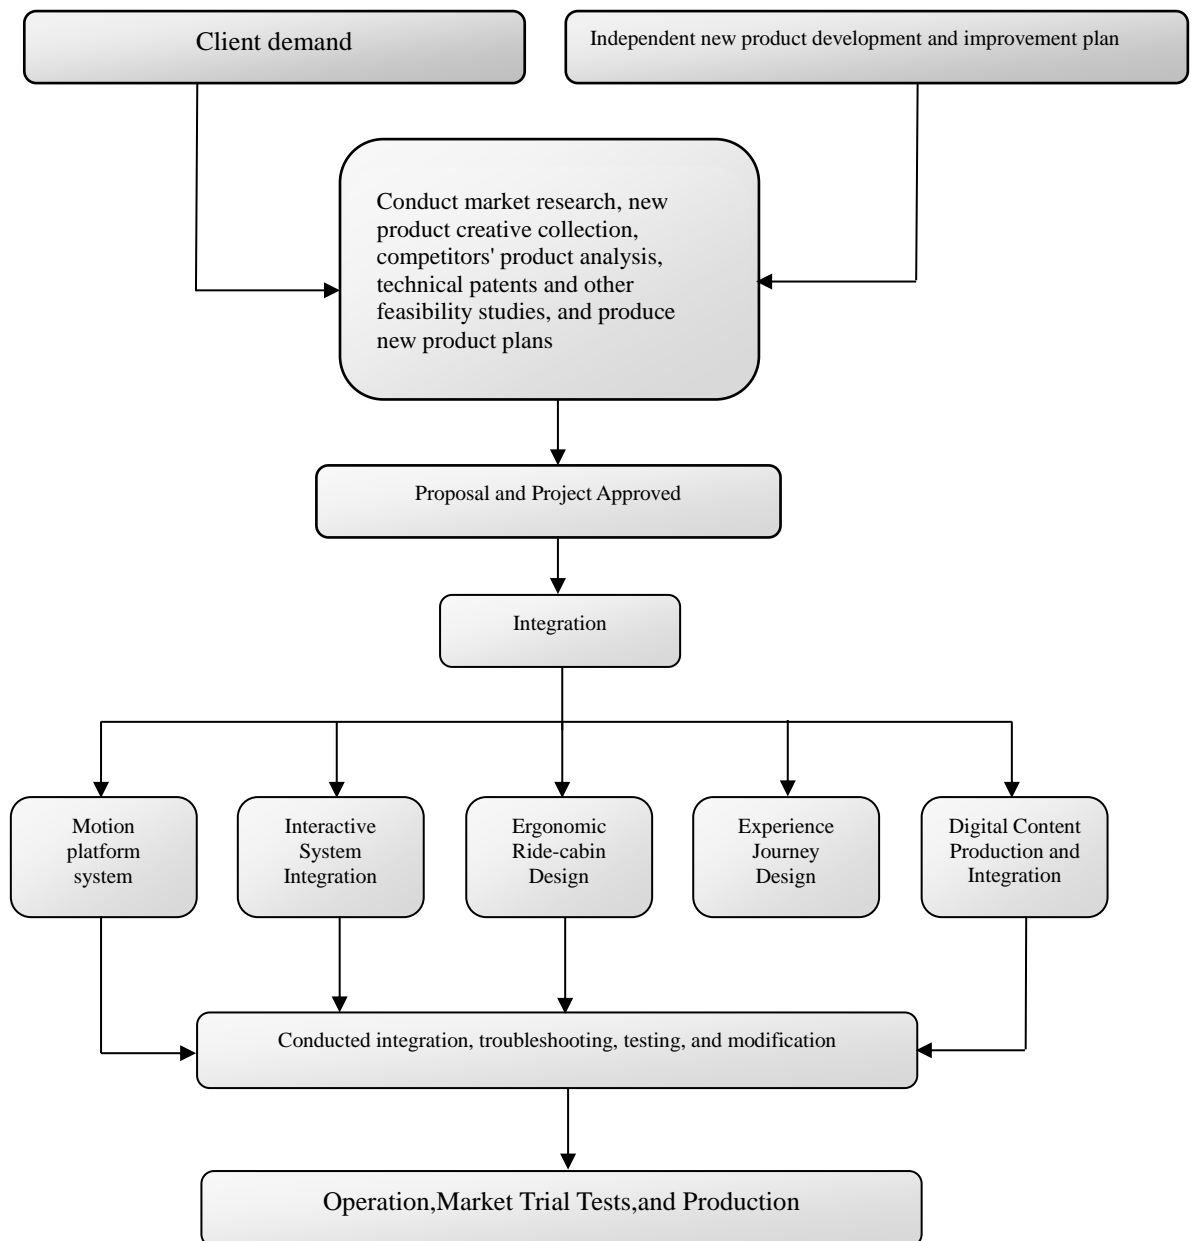 Client demand
Independent new product development and improvement plan
Conduct market research, new
product creative collection,
competitors' product analysis,
technical patents and other
feasibility studies, and produce
new product plans
Proposal and Project Approved
Integration
Motion
platform
system
Interactive
System
Integration
Ergonomic
Ride-cabin
Design
Experience
Journey
Design
Digital Content
Production and
Integration
Conducted integration, troubleshooting, testing, and modification
Operation,Market Trial Tests,and Production